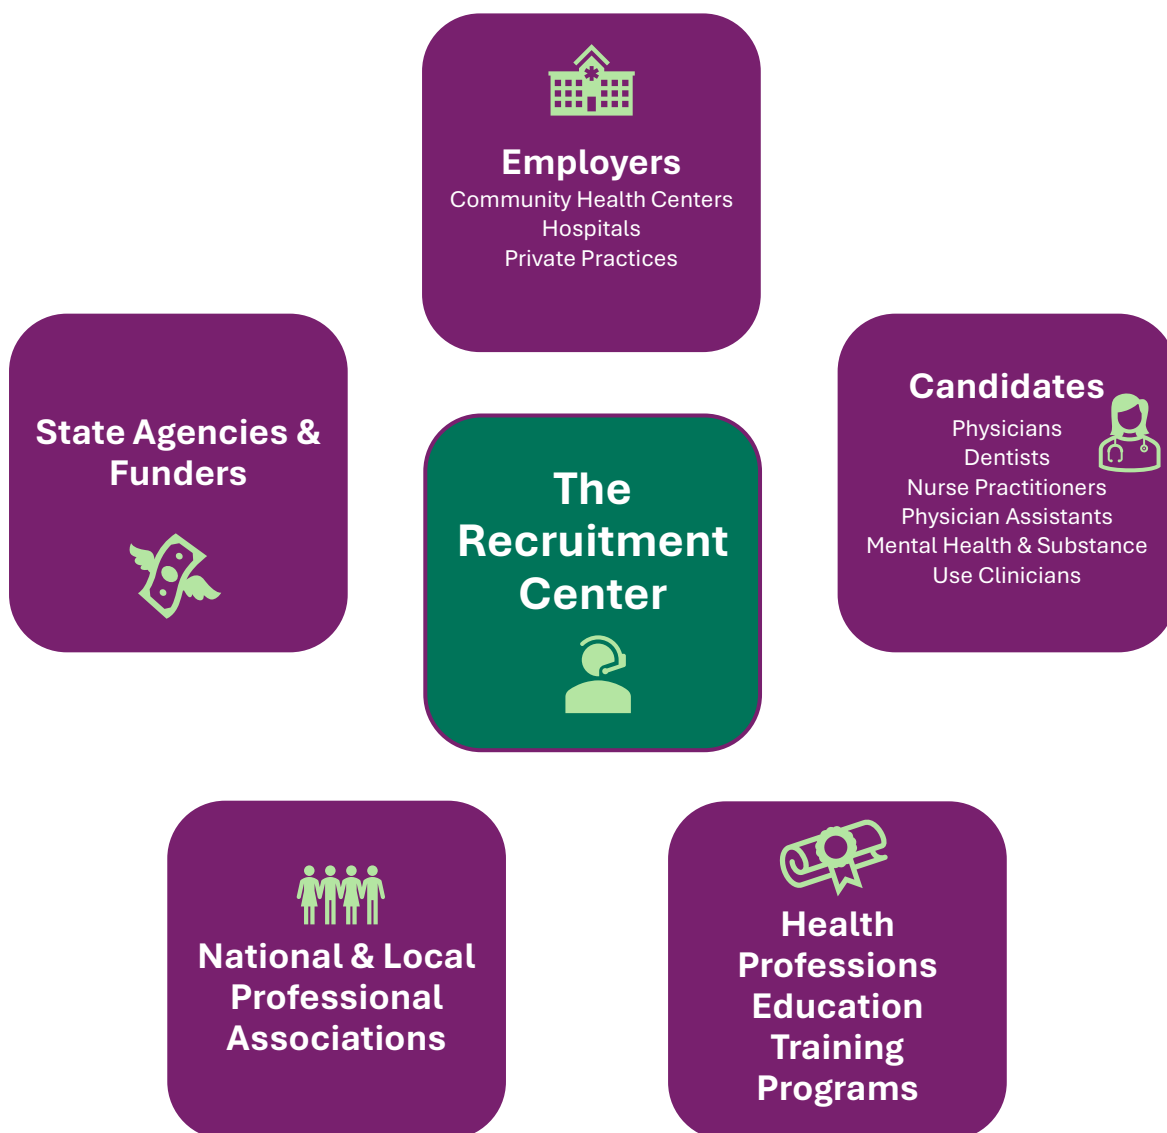 Employers
Community Health Centers
Hospitals
Private Practices
State Agencies &
Funders
The
Recruitment
Center
Candidates
Physicians
Dentists
Nurse Practitioners
Physician Assistants
Mental Health & Substance
Use Clinicians
National & Local
Professional
Associations
Health
Professions
Education
Training
Programs